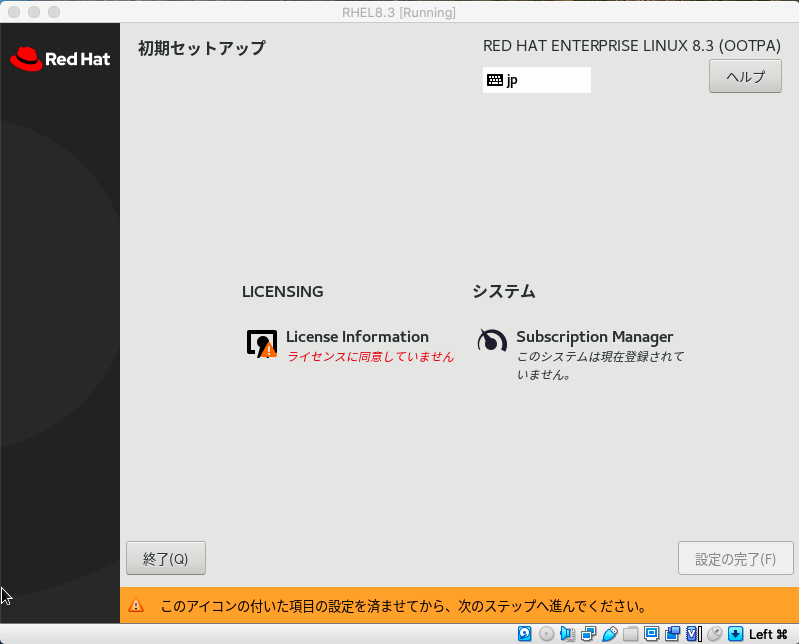 RHEL8.3 [Running]
Red Hat
初期セットアップ
RED HAT ENTERPRISE LINUX 8.3 (OOTPA)
jp
ヘルプ
LICENSING
システム
License Information
ライセンスに同意していません
Subscription Manager
このシステムは現在登録されて
いません。
終了(Q)
設定の完了(F)
このアイコンの付いた項目の設定を済ませてから、次のステップへ進んでください。
Left ⌘